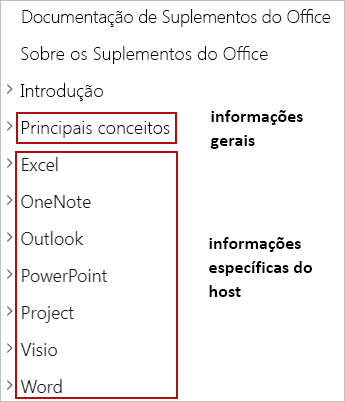 Documentação de Suplementos do Office
Sobre os Suplementos do Office
Introdução
Principais conceitos
informações
gerais
Excel
OneNote
Outlook
informações
específicas do
host
PowerPoint
Project
Visio
Word